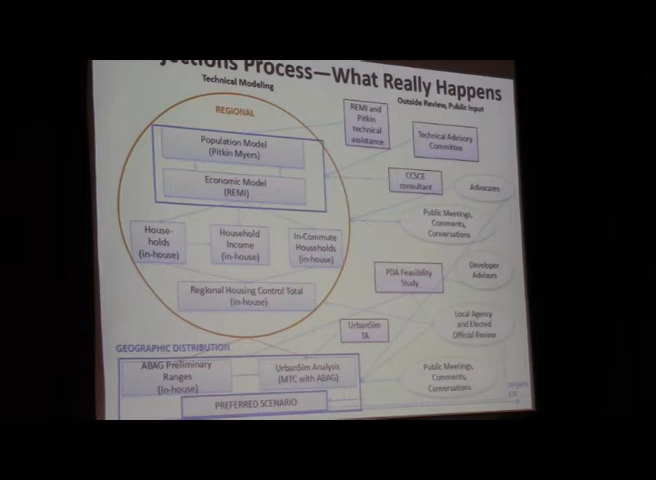 jections Process—What Really Happens
Technical Modeling
Outside Review, Public Input
REGIONAL
REMI and
Pitkin
technical
assistance
Population Model
(Pitkin Myers)
Technical Advisory
Committee
Economic Model
(REMI)
CCSCE
consultant
Advocates
House-
holds
(in-house)
Household
Income
(in-house)
In-Commute
Households
(in-house)
Public Meetings,
Comments,
Conversations
PDA Feasibility
Study
Developer
Advisors
Regional Housing Control Total
(in-house)
UrbanSim
TA
Local Agency
and Elected
Official Review
GEOGRAPHIC DISTRIBUTION
ABAG Preliminary
Ranges
(in-house)
UrbanSim Analysis
(MTC with ABAG)
Public Meetings,
Comments,
Conversations
PREFERRED SCENARIO